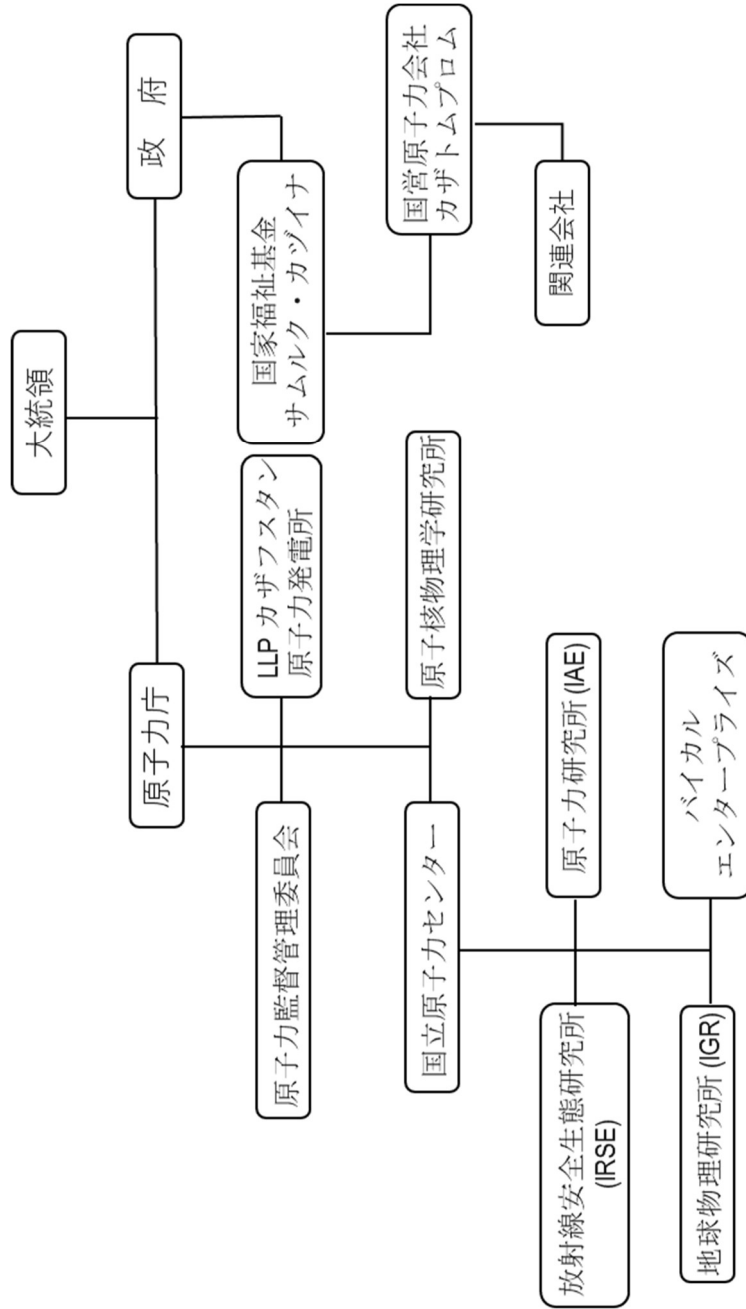 大統領
原子力庁
政　府
原子力監督管理委員会
LLP カザフスタン
原子力発電所
国家福祉基金
サムルク・カズィナ
国立原子力センター
原子核物理学研究所
国営原子力会社
カザトムプロム
放射線安全生態研究所
(IRSE)
原子力研究所 (IAE)
関連会社
地球物理研究所 (IGR)
バイカル
エンタープライズ